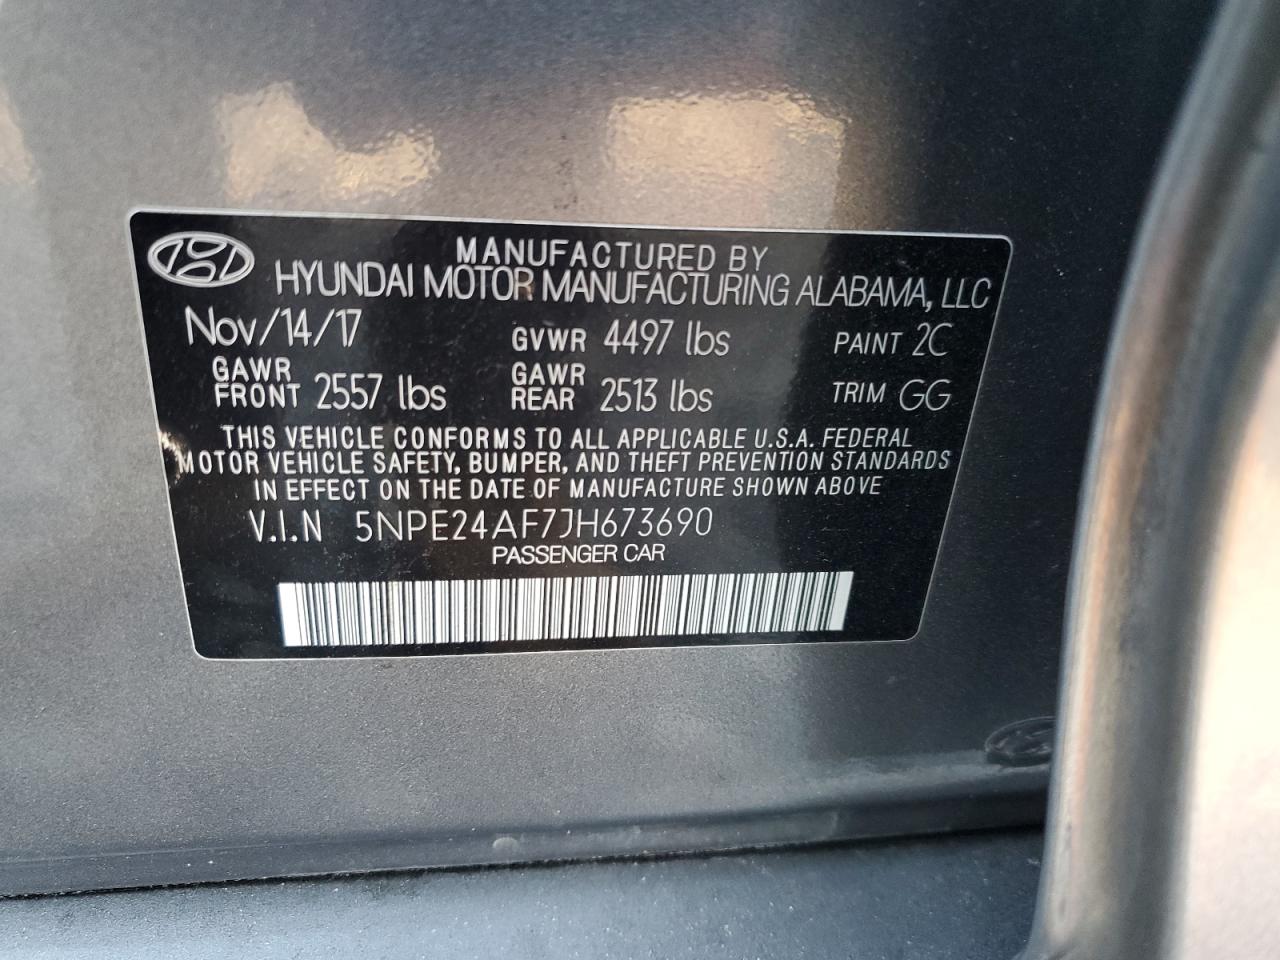 MANUFACTURED BY
HYUNDAI MOTOR MANUFACTURING ALABAMA, LLC
Nov/14/17 GVWR 4497 lbs PAINT 2C
GAWR FRONT 2557 lbs GAWR REAR 2513 lbs TRIM GG
THIS VEHICLE CONFORMS TO ALL APPLICABLE U.S.A. FEDERAL
MOTOR VEHICLE SAFETY, BUMPER, AND THEFT PREVENTION STANDARDS
IN EFFECT ON THE DATE OF MANUFACTURE SHOWN ABOVE
V.I.N 5NPE24AF7JH673690
PASSENGER CAR